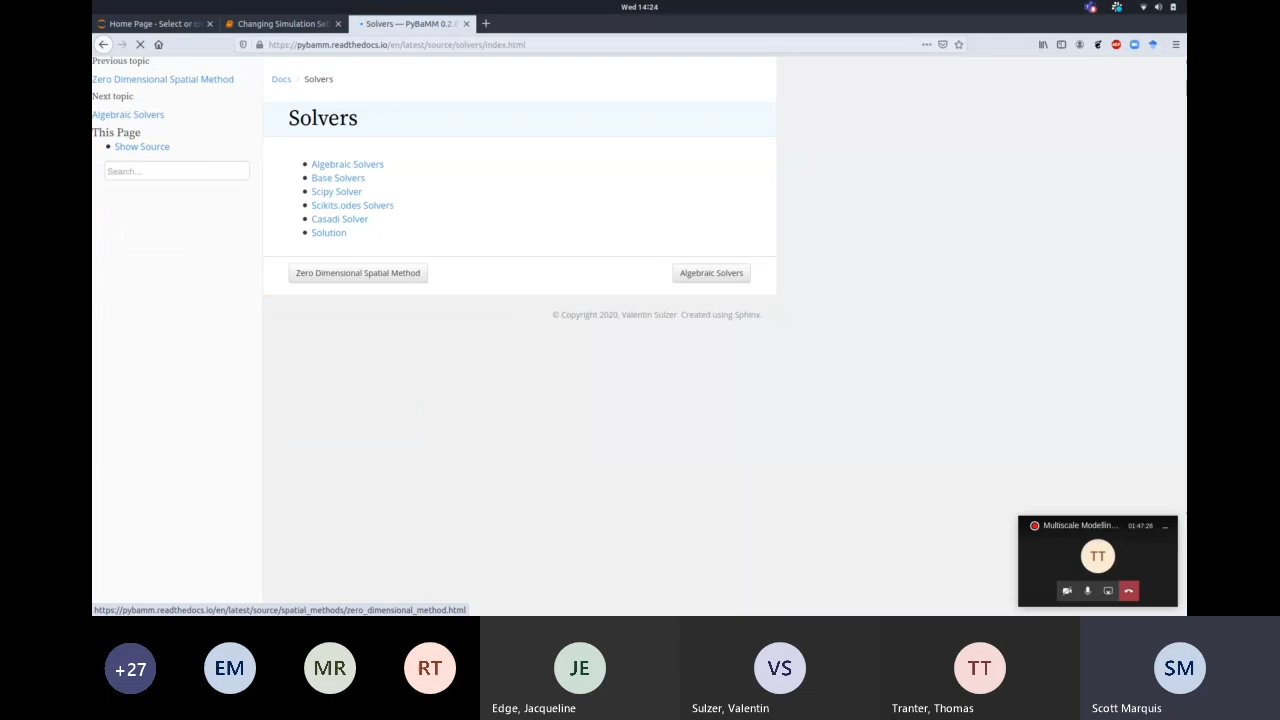 Wed 14:24
Home Page - Select or c
Changing Simulation Set
Solvers — PyBaMM 0.2.
https://pybamm.readthedocs.io/en/latest/source/solvers/index.html
Previous topic
Zero Dimensional Spatial Method
Next topic
Algebraic Solvers
This Page
Show Source
Search...
Docs / Solvers
Solvers
Algebraic Solvers
Base Solvers
Scipy Solver
Scikits.odes Solvers
Casadi Solver
Solution
Zero Dimensional Spatial Method
Algebraic Solvers
© Copyright 2020, Valentin Sulzer. Created using Sphinx.
Multiscale Modellin... 01:47:28
TT
https://pybamm.readthedocs.io/en/latest/source/spatial_methods/zero_dimensional_method.html
+27
EM
MR
RT
JE
VS
TT
SM
Edge, Jacqueline
Sulzer, Valentin
Tranter, Thomas
Scott Marquis